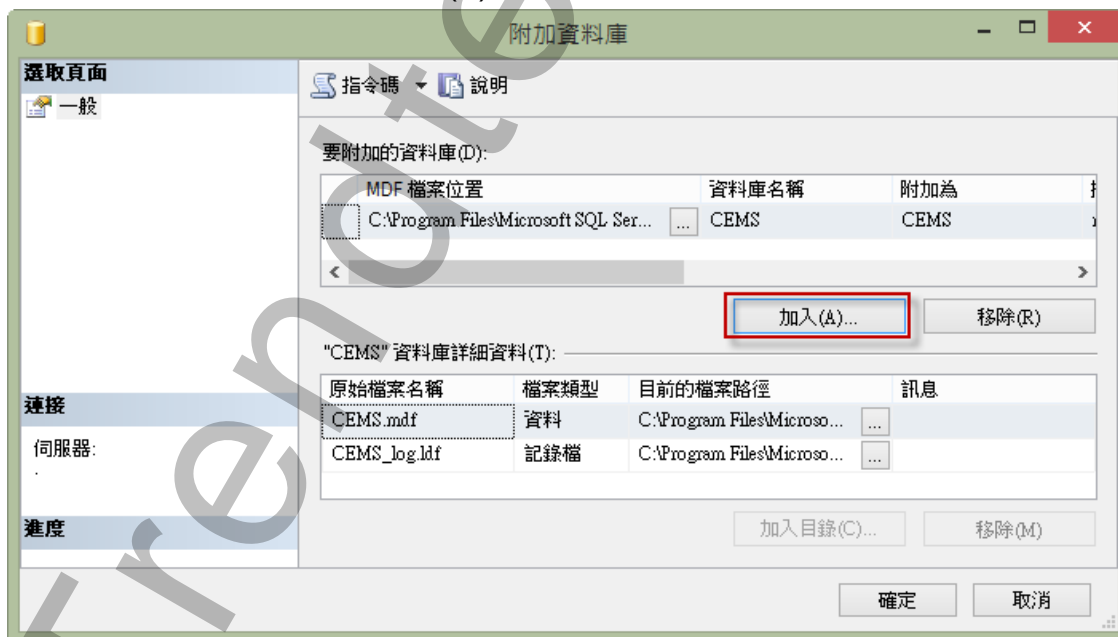 附加資料庫
選取頁面
一般
指令碼 說明
要附加的資料庫(D):
MDF 檔案位置 資料庫名稱 附加為
C:\Program Files\Microsoft SQL Ser... ... CEMS CEMS
加入(A)... 移除(R)
"CEMS" 資料庫詳細資料(T):
原始檔案名稱 檔案類型 目前的檔案路徑 訊息
CEMS.mdf 資料 C:\Program Files\Microso... ...
CEMS_log.ldf 記錄檔 C:\Program Files\Microso... ...
連接
伺服器:
.
進度
加入目錄(C)... 移除(M)
確定 取消
Trendte